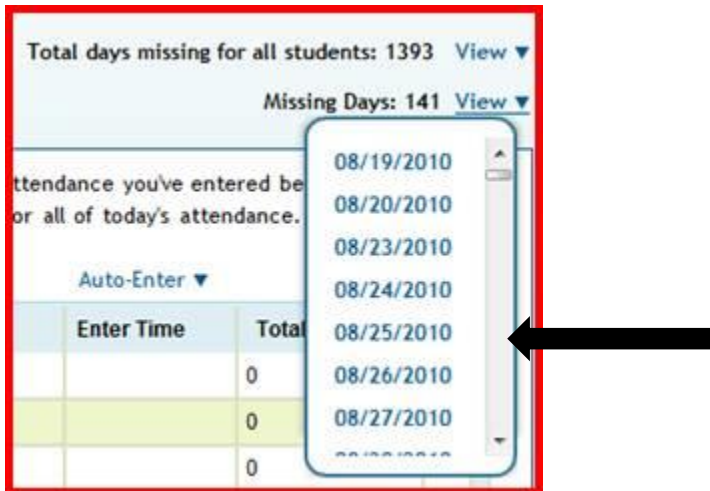 Total days missing for all students: 1393 View ▼
Missing Days: 141 View ▼
08/19/2010
ttendance you've entered be
08/20/2010
or all of today's attendance.
08/23/2010
Auto-Enter ▼
08/24/2010
Enter Time Total
08/25/2010
0
08/26/2010
0
08/27/2010
0